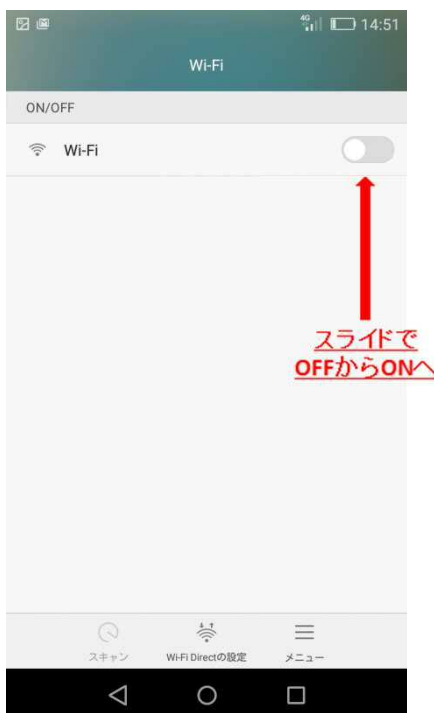 4G 14:51
Wi-Fi
ON/OFF
Wi-Fi
スライドで
OFFからONへ
スキャン Wi-Fi Directの設定 メニュー